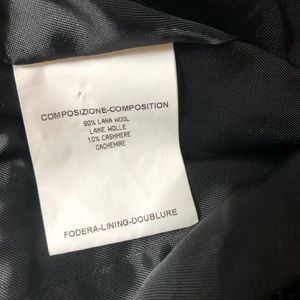 COMPOSIZIONE-COMPOSITION
90% LANA WOOL
LAINE WOLLE
10% CASHMERE
CACHEMIRE
FODERA-LINING-DOUBLURE